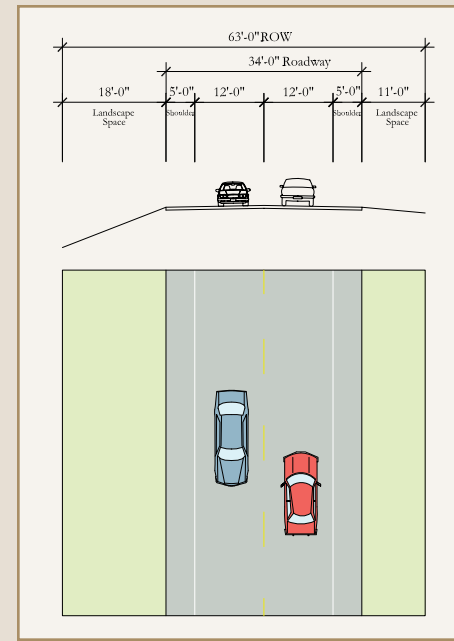 63'-0" ROW
34'-0" Roadway
18'-0" 5'-0" 12'-0" 12'-0" 5'-0" 11'-0"
Landscape Space Shoulder Shoulder Landscape Space